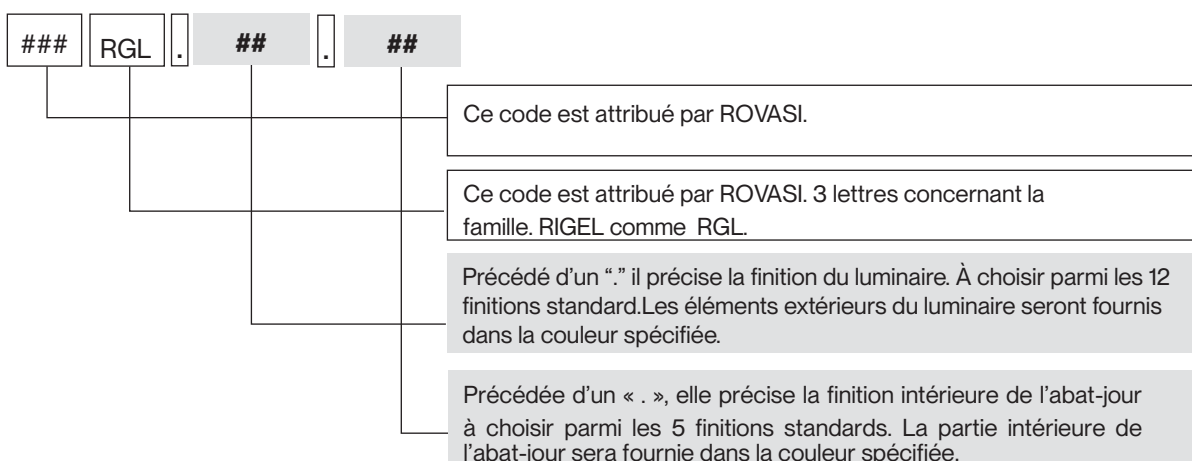 ### RGL . ## . ##
Ce code est attribué par ROVASI.
Ce code est attribué par ROVASI. 3 lettres concernant la
famille. RIGEL comme RGL.
Précédé d'un “.” il précise la finition du luminaire. À choisir parmi les 12
finitions standard.Les éléments extérieurs du luminaire seront fournis
dans la couleur spécifiée.
Précédée d'un « . », elle précise la finition intérieure de l'abat-jour
à choisir parmi les 5 finitions standards. La partie intérieure de
l'abat-jour sera fournie dans la couleur spécifiée.